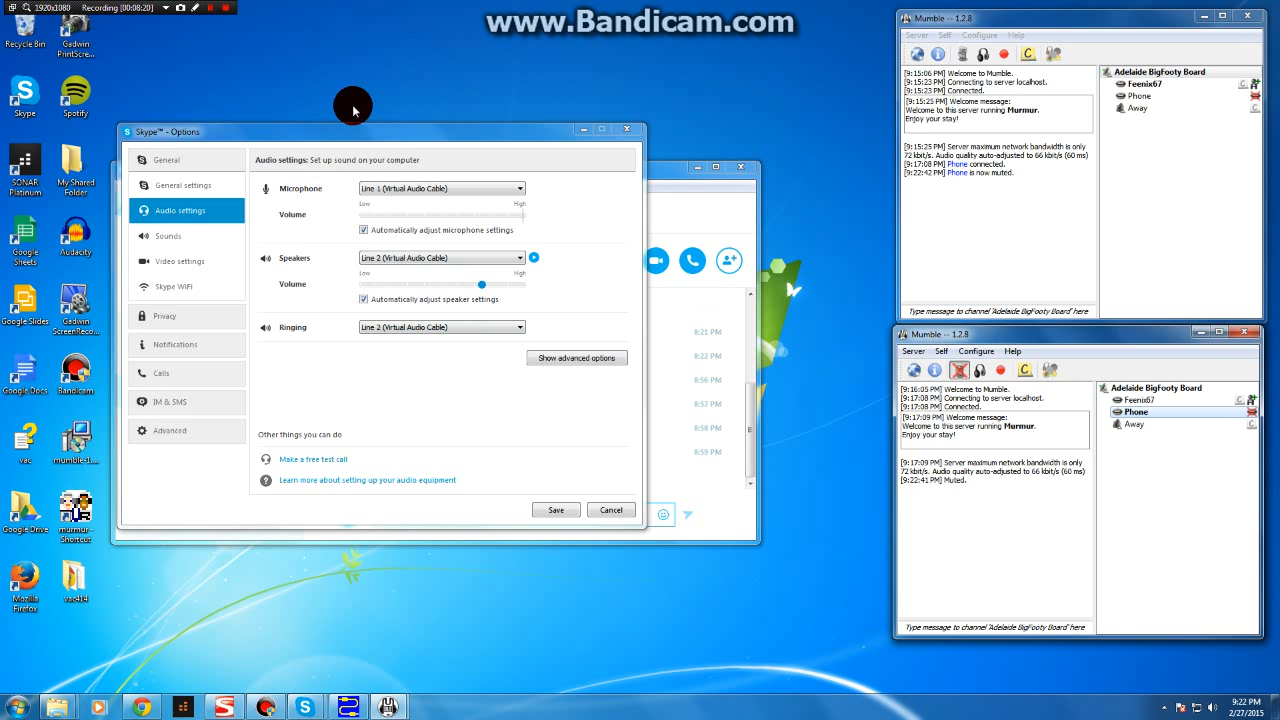 1920x1080 Recording [00:08:20]
www.Bandicam.com
Recycle Bin
Gadwin PrintScre...
Skype
Spotify
SONAR Platinum
My Shared Folder
Google Sheets
Audacity
Google Slides
Gadwin ScreenReco...
Google Docs
Bandicam
vac
mumble-1....
Google Drive
murmur - Shortcut
Mozilla Firefox
vac414
Skype™ - Options
General
General settings
Audio settings
Sounds
Video settings
Skype WiFi
Privacy
Notifications
Calls
IM & SMS
Advanced
Audio settings: Set up sound on your computer
Microphone
Line 1 (Virtual Audio Cable)
Low High
Volume
Automatically adjust microphone settings
Speakers
Line 2 (Virtual Audio Cable)
Low High
Volume
Automatically adjust speaker settings
Ringing
Line 2 (Virtual Audio Cable)
Show advanced options
Other things you can do
Make a free test call
Learn more about setting up your audio equipment
Save Cancel
8:21 PM
8:22 PM
8:56 PM
8:57 PM
8:58 PM
8:59 PM
Mumble -- 1.2.8
Server Self Configure Help
[9:15:06 PM] Welcome to Mumble.
[9:15:23 PM] Connecting to server localhost.
[9:15:23 PM] Connected.
[9:15:25 PM] Welcome message:
Welcome to this server running Murmur.
Enjoy your stay!
[9:15:25 PM] Server maximum network bandwidth is only
72 kbit/s. Audio quality auto-adjusted to 66 kbit/s (60 ms)
[9:17:08 PM] Phone connected.
[9:22:42 PM] Phone is now muted.
Type message to channel 'Adelaide BigFooty Board' here
Adelaide BigFooty Board
Feenix67
Phone
Away
Mumble -- 1.2.8
Server Self Configure Help
[9:16:05 PM] Welcome to Mumble.
[9:17:08 PM] Connecting to server localhost.
[9:17:08 PM] Connected.
[9:17:09 PM] Welcome message:
Welcome to this server running Murmur.
Enjoy your stay!
[9:17:09 PM] Server maximum network bandwidth is only
72 kbit/s. Audio quality auto-adjusted to 66 kbit/s (60 ms)
[9:22:41 PM] Muted.
Type message to channel 'Adelaide BigFooty Board' here
Adelaide BigFooty Board
Feenix67
Phone
Away
9:22 PM
2/27/2015